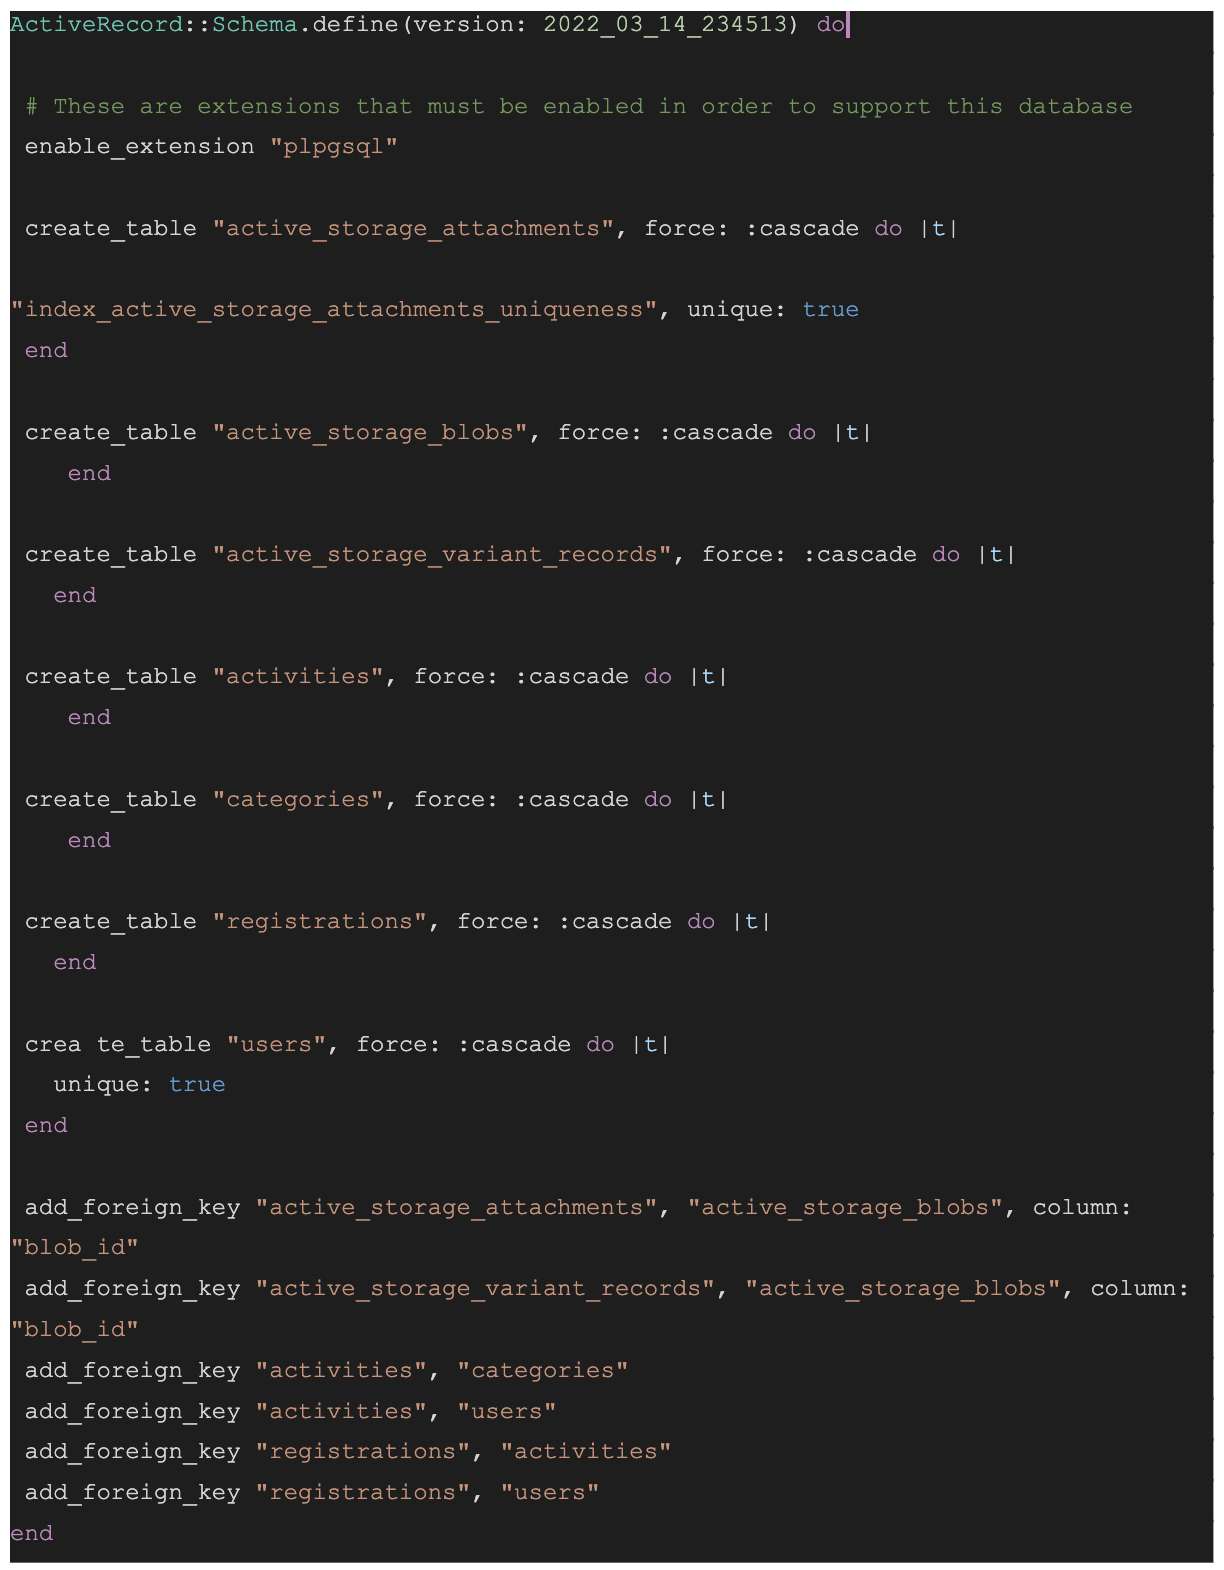 ActiveRecord::Schema.define(version: 2022_03_14_234513) do
# These are extensions that must be enabled in order to support this database
enable_extension "plpgsql"
create_table "active_storage_attachments", force: :cascade do |t|
"index_active_storage_attachments_uniqueness", unique: true
end
create_table "active_storage_blobs", force: :cascade do |t|
end
create_table "active_storage_variant_records", force: :cascade do |t|
end
create_table "activities", force: :cascade do |t|
end
create_table "categories", force: :cascade do |t|
end
create_table "registrations", force: :cascade do |t|
end
crea te_table "users", force: :cascade do |t|
unique: true
end
add_foreign_key "active_storage_attachments", "active_storage_blobs", column:
"blob_id"
add_foreign_key "active_storage_variant_records", "active_storage_blobs", column:
"blob_id"
add_foreign_key "activities", "categories"
add_foreign_key "activities", "users"
add_foreign_key "registrations", "activities"
add_foreign_key "registrations", "users"
end